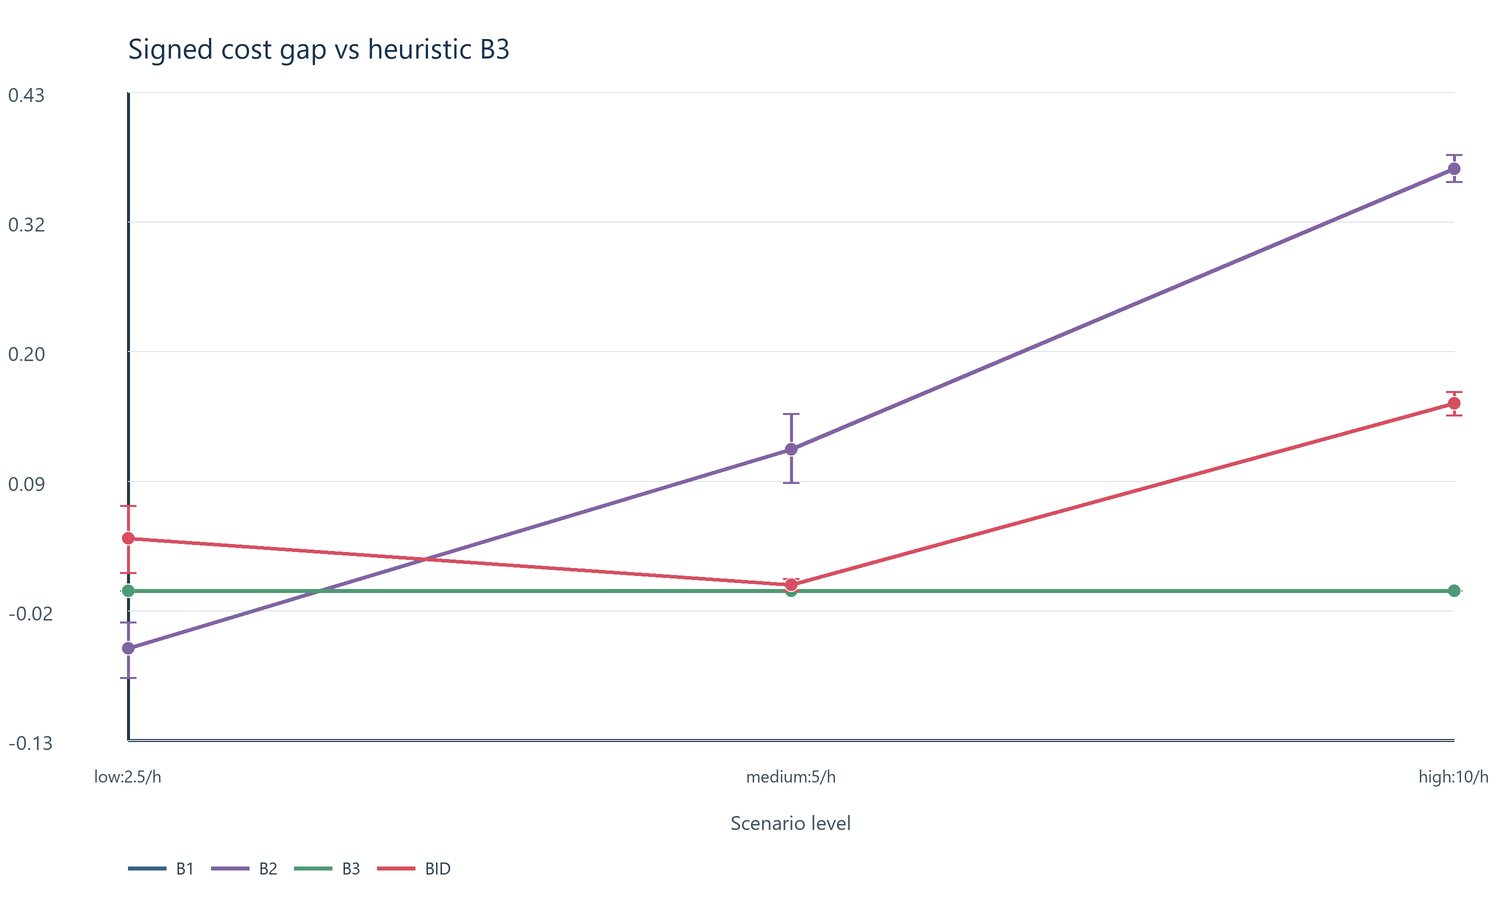 Signed cost gap vs heuristic B3
0.43
0.32
0.20
0.09
-0.02
-0.13
low:2.5/h medium:5/h high:10/h
Scenario level
B1 B2 B3 BID